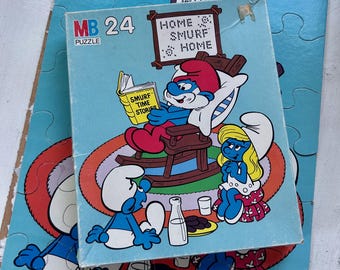 MB 24
PUZZLE
HOME
SMURF
HOME
SMURF
TIME
STORIES